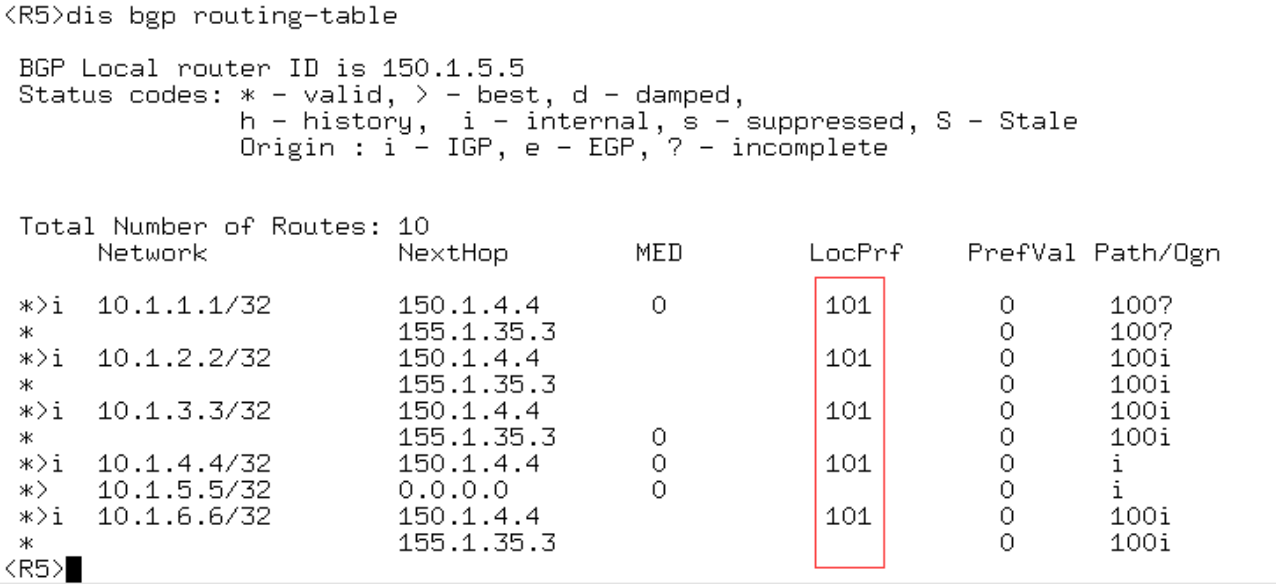 <R5>dis bgp routing-table
BGP Local router ID is 150.1.5.5
Status codes: * - valid, > - best, d - damped,
h - history,  i - internal, s - suppressed, S - Stale
Origin : i - IGP, e - EGP, ? - incomplete
Total Number of Routes: 10
Network NextHop MED LocPrf PrefVal Path/Ogn
*>i 10.1.1.1/32 150.1.4.4 0 101 0 100?
* 155.1.35.3 0 100?
*>i 10.1.2.2/32 150.1.4.4 101 0 100i
* 155.1.35.3 0 100i
*>i 10.1.3.3/32 150.1.4.4 101 0 100i
* 155.1.35.3 0 0 100i
*>i 10.1.4.4/32 150.1.4.4 0 101 0 i
*> 10.1.5.5/32 0.0.0.0 0 0 i
*>i 10.1.6.6/32 150.1.4.4 101 0 100i
* 155.1.35.3 0 100i
<R5>